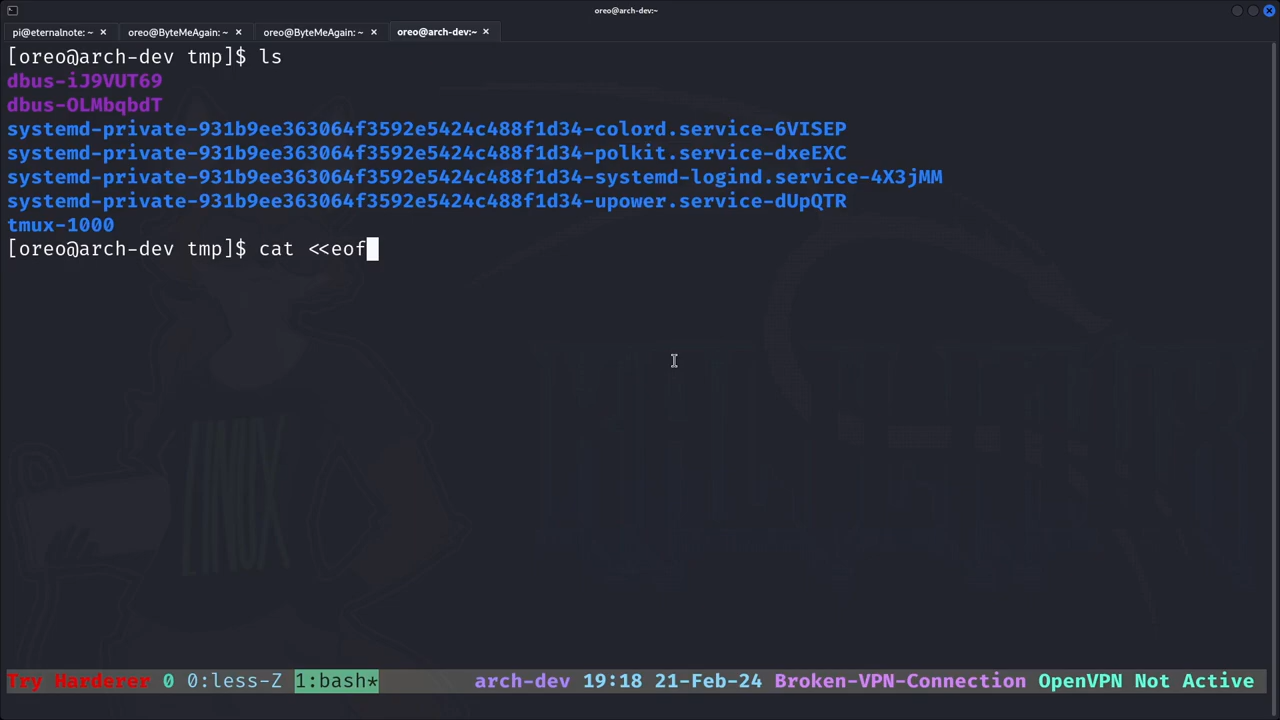 oreo@arch-dev:~
pi@eternalnote: ~ × oreo@ByteMeAgain: ~ × oreo@ByteMeAgain: ~ × oreo@arch-dev:~ ×
[oreo@arch-dev tmp]$ ls
dbus-iJ9VUT69
dbus-OLMbqbdT
systemd-private-931b9ee363064f3592e5424c488f1d34-colord.service-6VISEP
systemd-private-931b9ee363064f3592e5424c488f1d34-polkit.service-dxeEXC
systemd-private-931b9ee363064f3592e5424c488f1d34-systemd-logind.service-4X3jMM
systemd-private-931b9ee363064f3592e5424c488f1d34-upower.service-dUpQTR
tmux-1000
[oreo@arch-dev tmp]$ cat <<eof
LINUX
Try Harderer 0 0:less-Z 1:bash* arch-dev 19:18 21-Feb-24 Broken-VPN-Connection OpenVPN Not Active